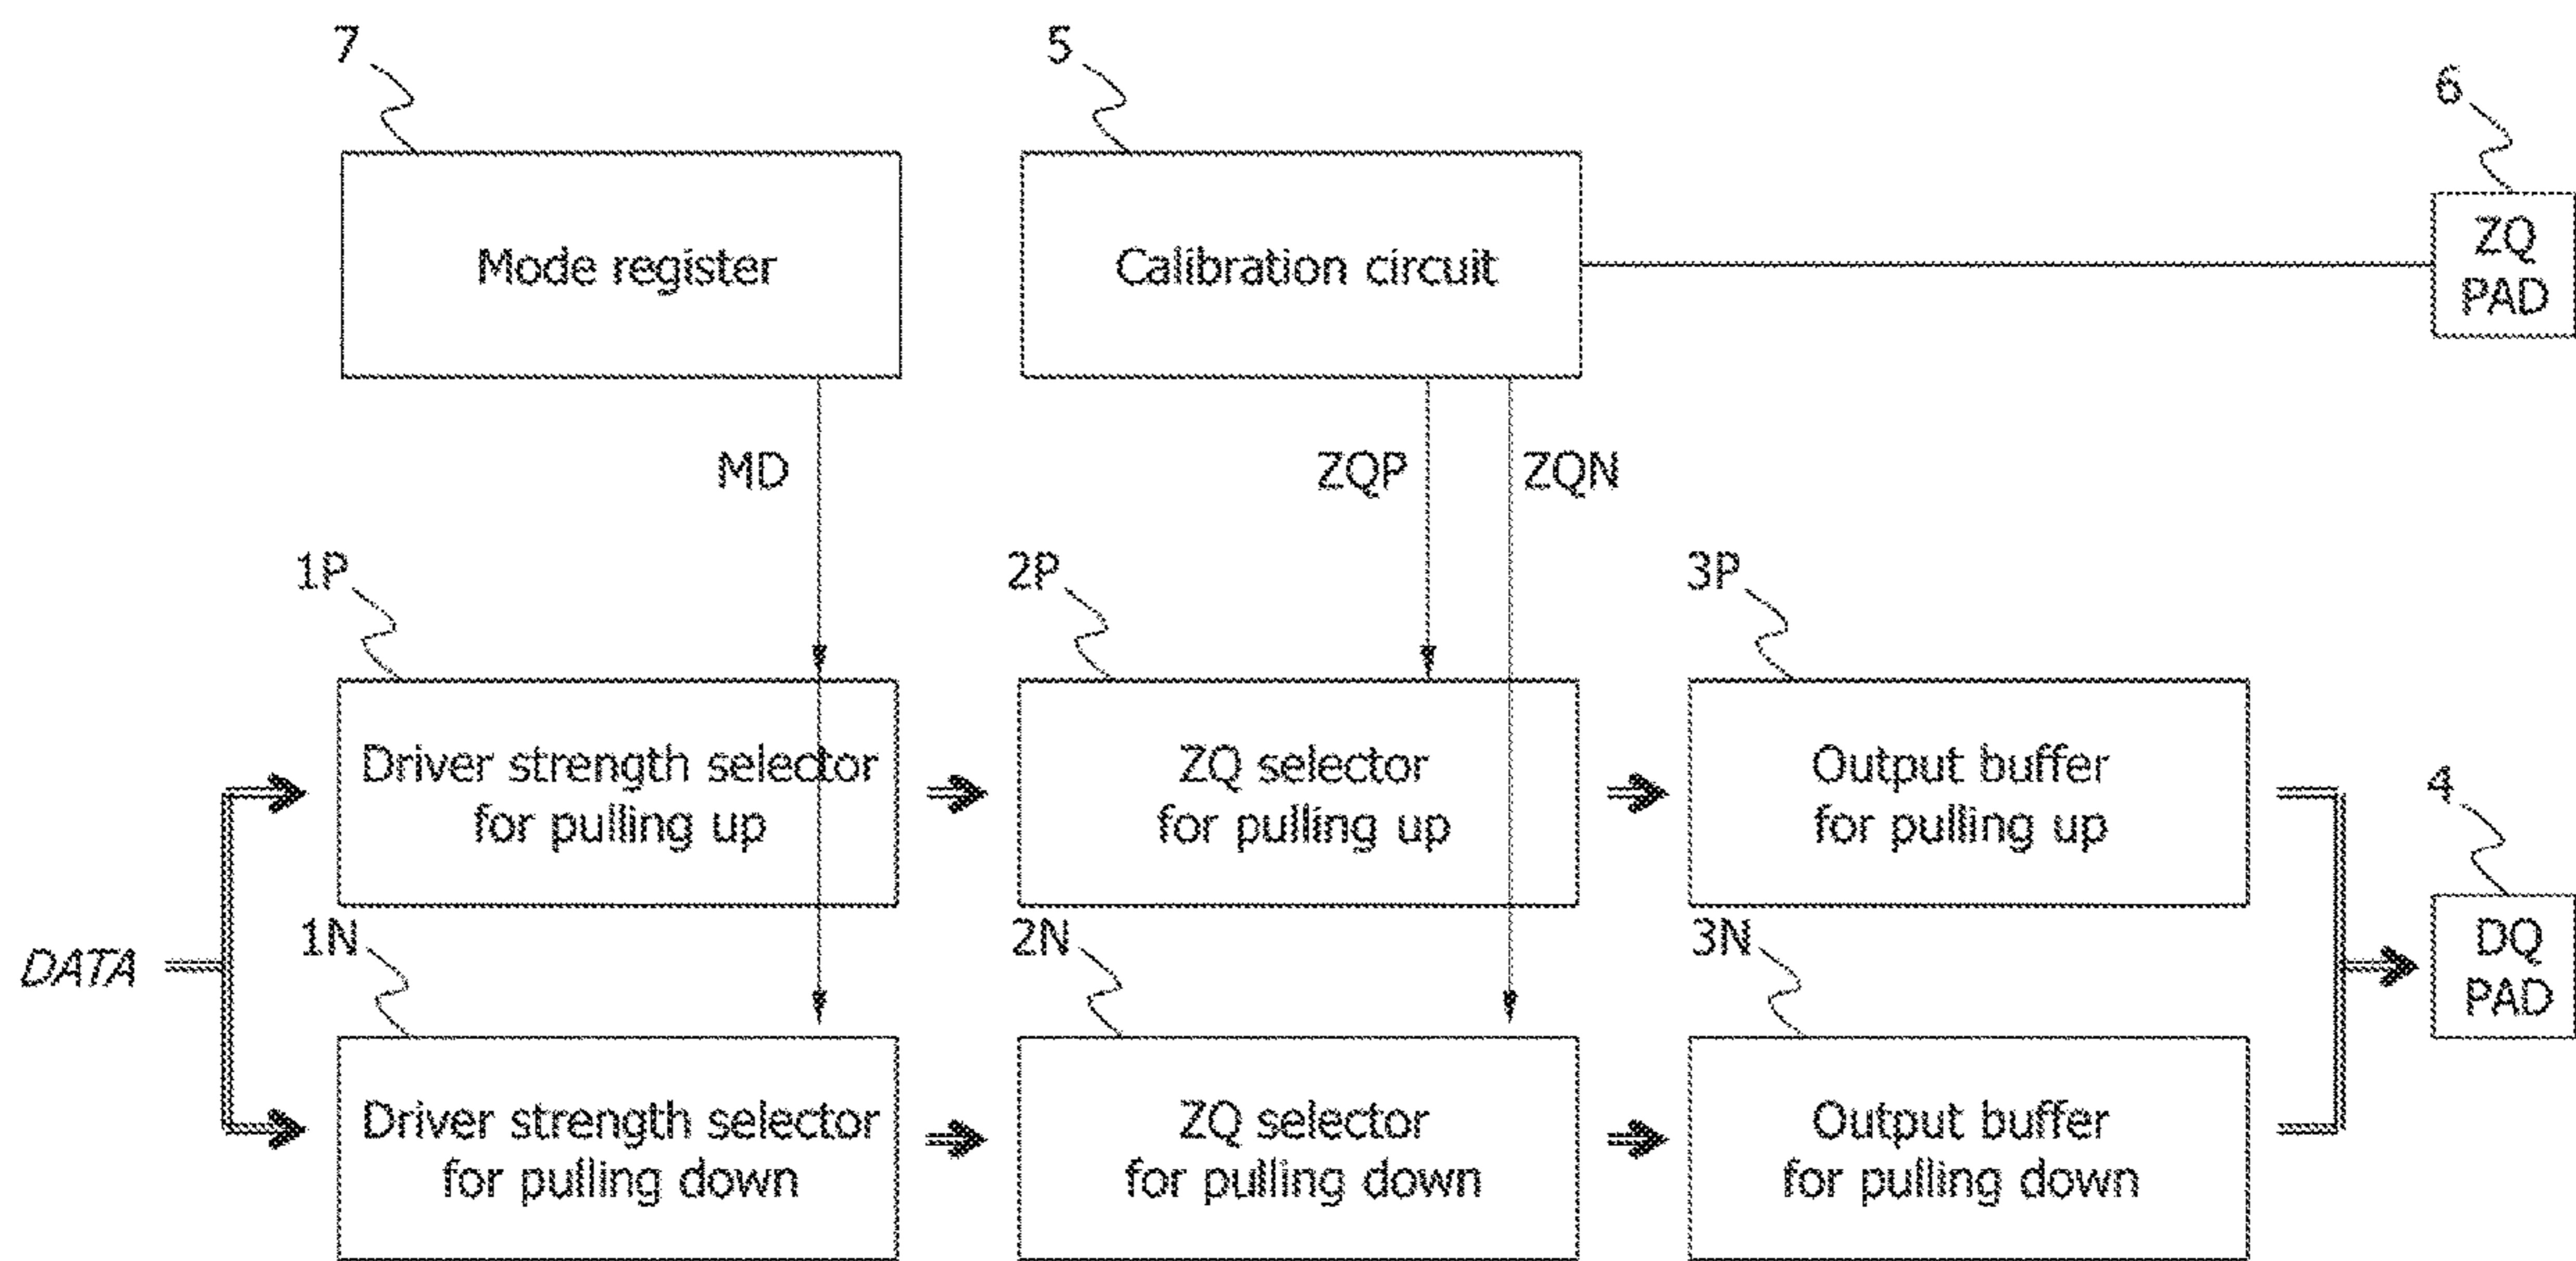 7
5
6
Mode register
Calibration circuit
ZQ
PAD
MD
ZQP
ZQN
1P
2P
3P
Driver strength selector
for pulling up
ZQ selector
for pulling up
Output buffer
for pulling up
4
DATA
1N
2N
3N
DQ
PAD
Driver strength selector
for pulling down
ZQ selector
for pulling down
Output buffer
for pulling down